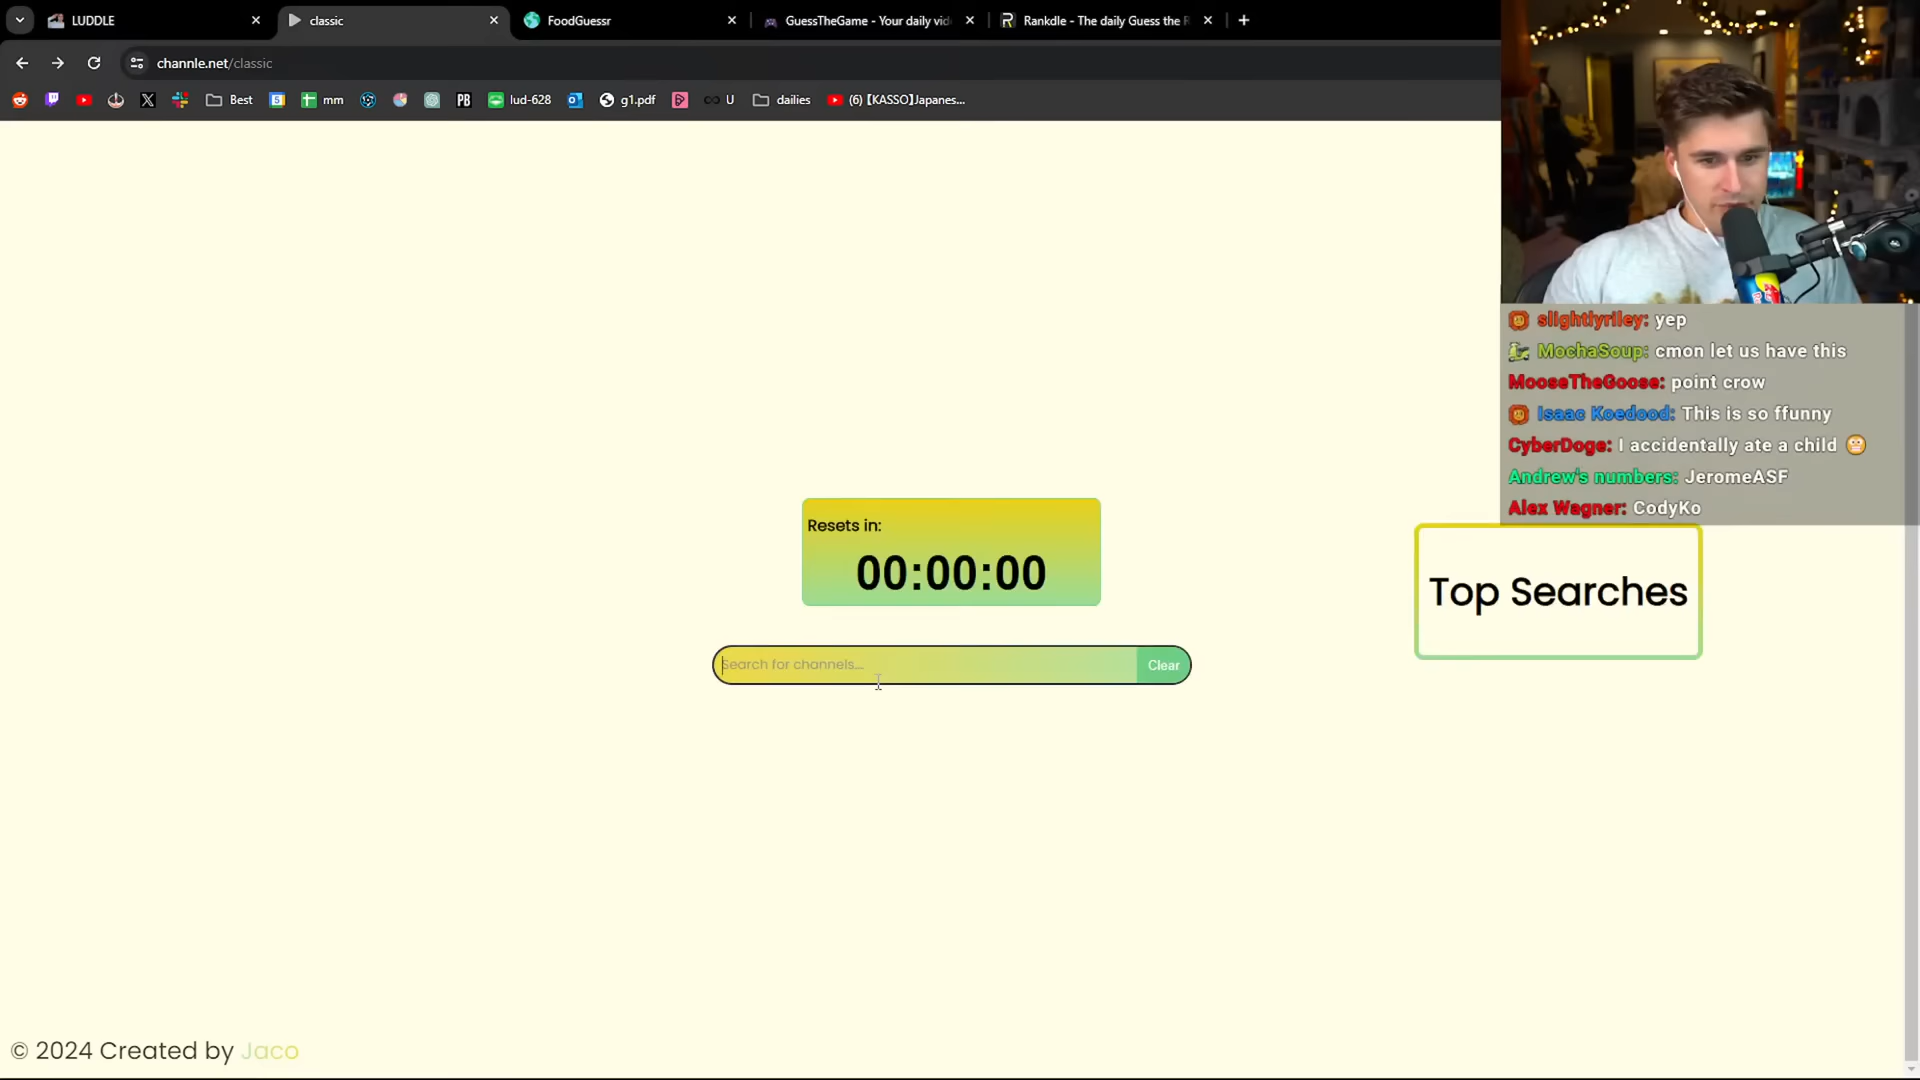 LUDDLE
classic
FoodGuessr
GuessTheGame - Your daily vid
Rankdle - The daily Guess the R
channle.net/classic
Best
5
mm
PB
lud-628
g1.pdf
U
dailies
(6) 【KASSO】Japanes...
slightlyriley: yep
MochaSoup: cmon let us have this
MooseTheGoose: point crow
Isaac Koedood: This is so ffunny
CyberDoge: I accidentally ate a child
Andrew's numbers: JeromeASF
Alex Wagner: CodyKo
Resets in:
00:00:00
Top Searches
Search for channels...
Clear
© 2024 Created by Jaco